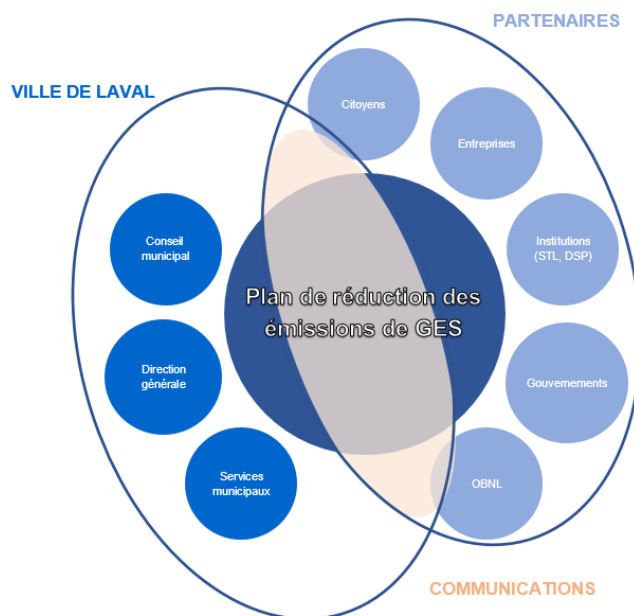 PARTENAIRES
VILLE DE LAVAL
Citoyens
Entreprises
Conseil
municipal
Institutions
(STL, DSP)
Plan de réduction des
émissions de GES
Direction
générale
Gouvernements
Services
municipaux
OBNL
COMMUNICATIONS